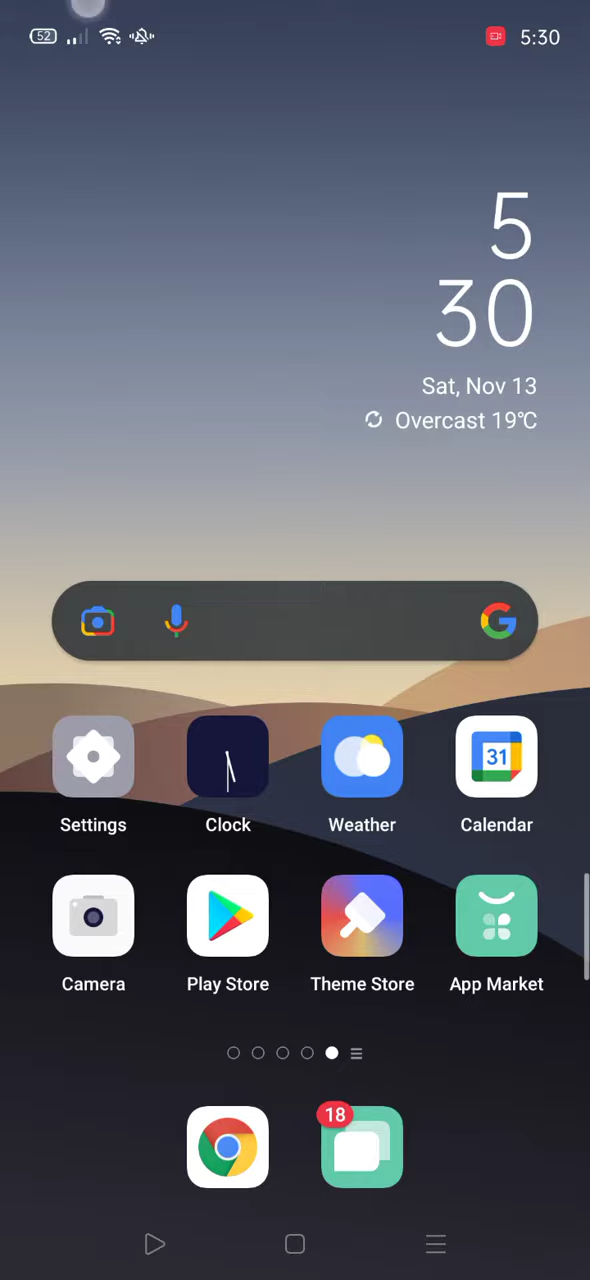 52
5:30
5
30
Sat, Nov 13
Overcast 19℃
31
Settings
Clock
Weather
Calendar
Camera
Play Store
Theme Store
App Market
18